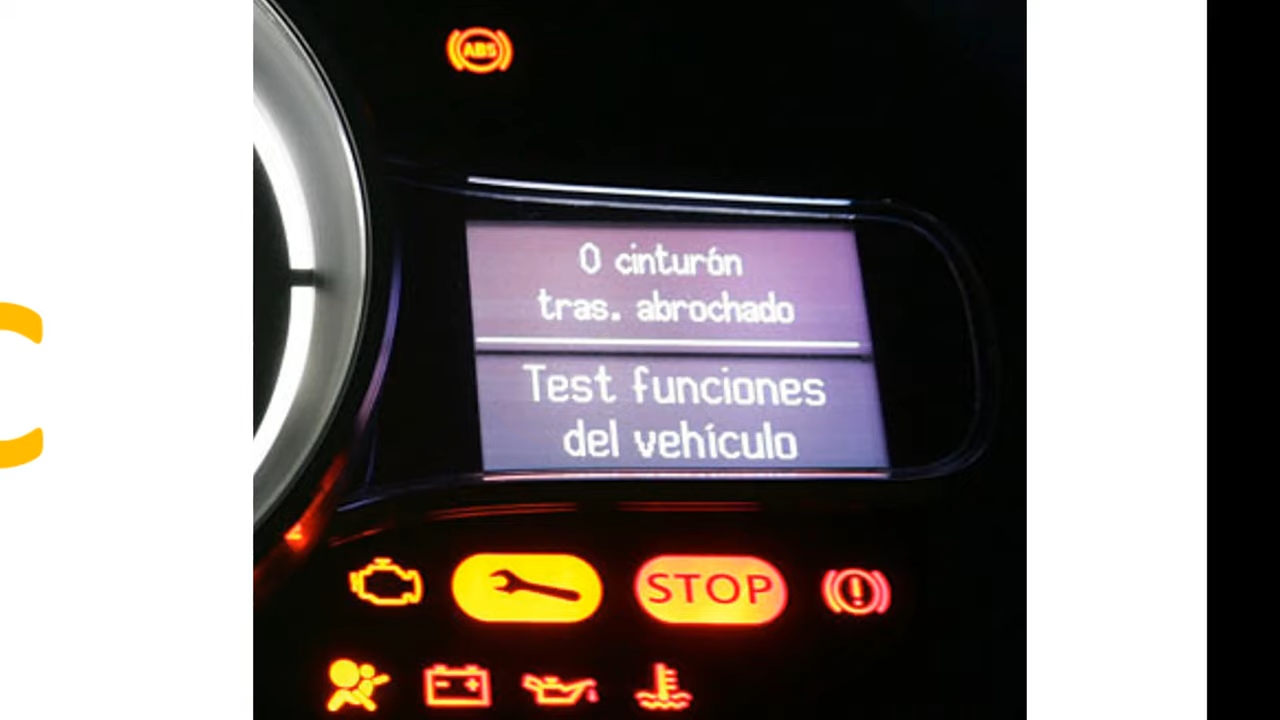 ABS
0 cinturón
tras. abrochado
Test funciones
del vehículo
STOP